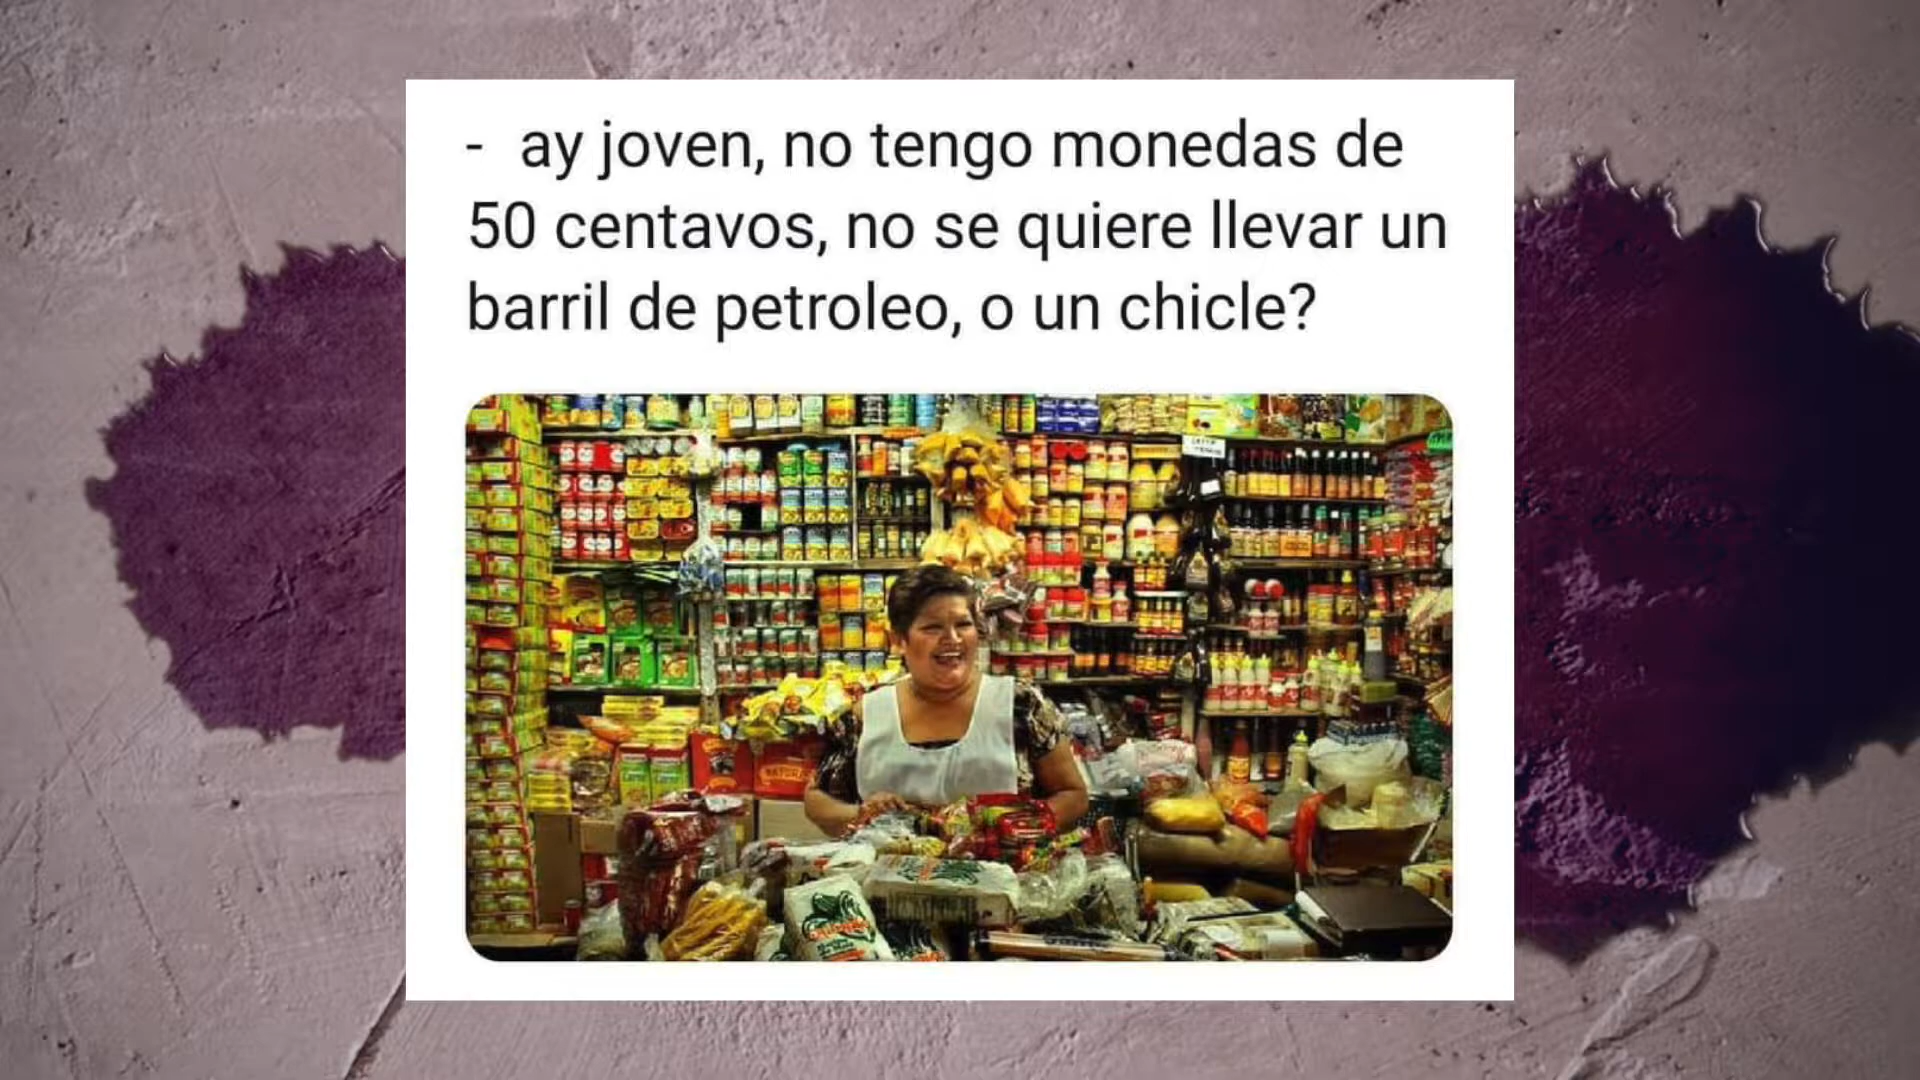 - ay joven, no tengo monedas de
50 centavos, no se quiere llevar un
barril de petroleo, o un chicle?